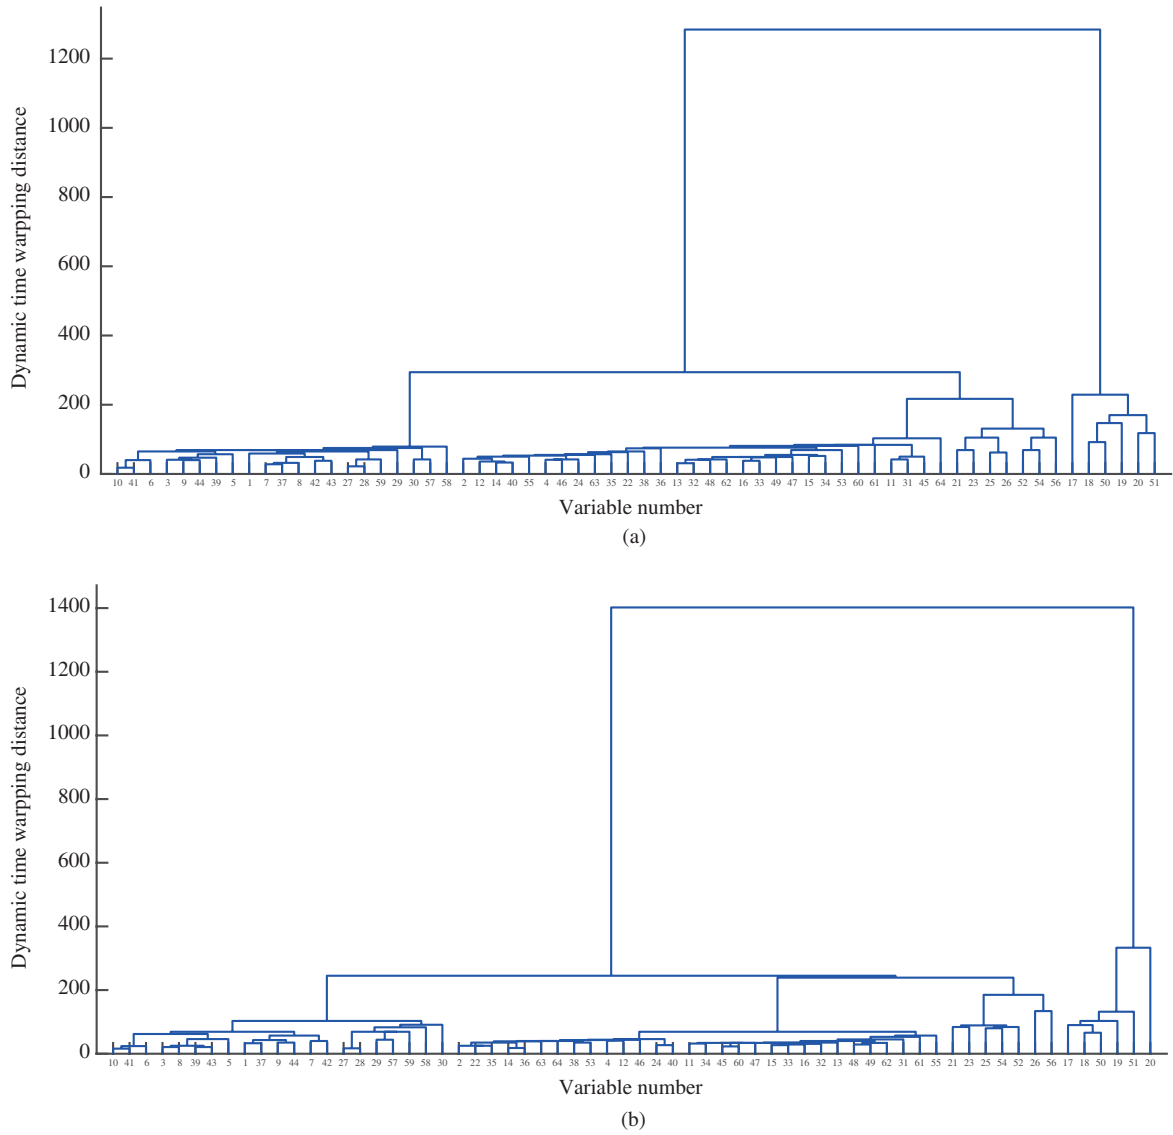 1200
1000
800
600
400
200
0
Dynamic time warpping distance
10 41 6 3 9 44 39 5 1 7 37 8 42 43 27 28 59 29 30 57 58 2 12 14 40 55 4 46 24 63 35 22 38 36 13 32 48 62 16 33 49 47 15 34 53 60 61 11 31 45 64 21 23 25 26 52 54 56 17 18 50 19 20 51
Variable number
(a)
1400
1200
1000
800
600
400
200
0
Dynamic time warpping distance
10 41 6 3 8 39 43 5 1 37 9 44 7 42 27 28 29 57 59 58 30 2 22 35 14 36 63 64 38 53 4 12 46 24 40 11 34 45 60 47 15 33 16 32 13 48 49 62 31 61 55 21 23 25 54 52 26 56 17 18 50 19 51 20
Variable number
(b)